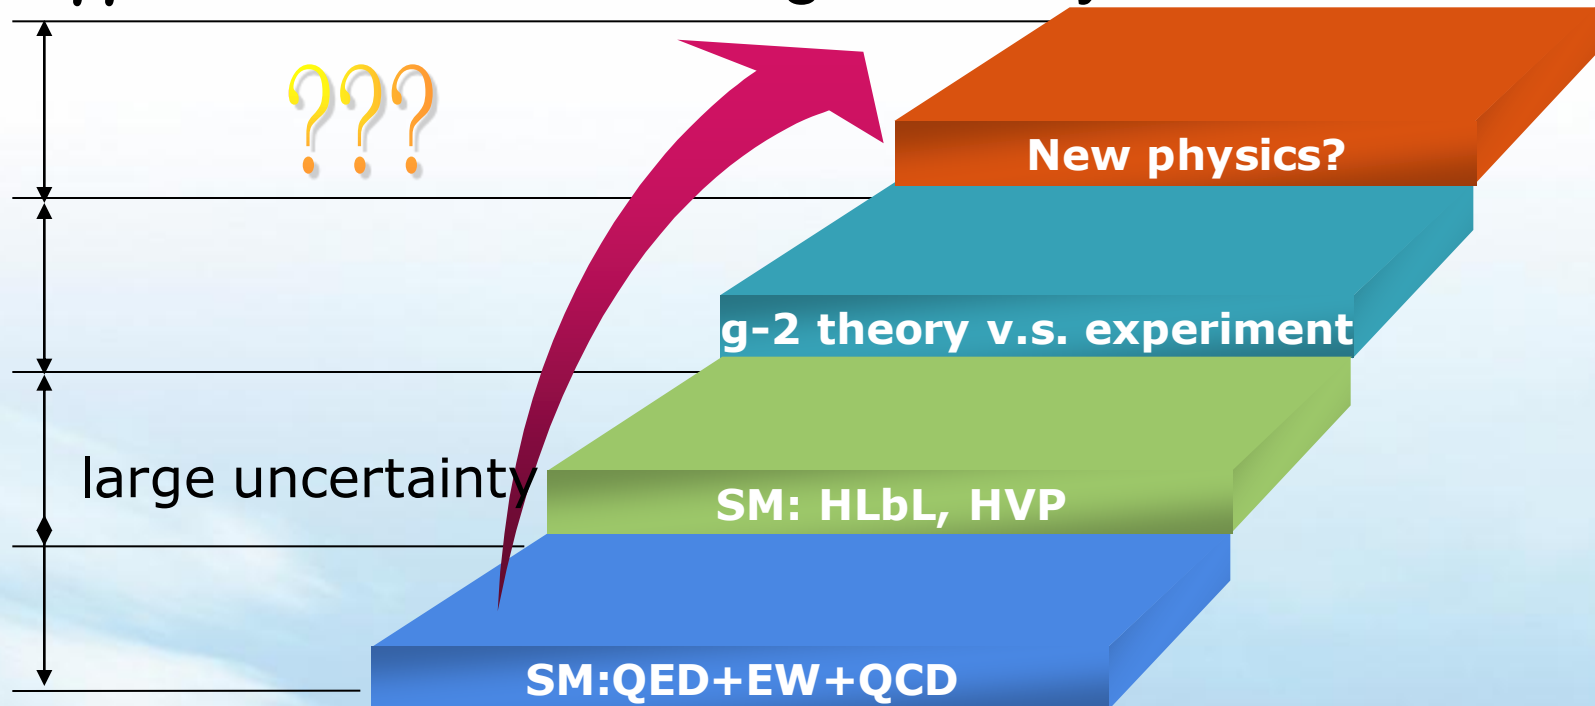 ???
New physics?
g-2 theory v.s. experiment
large uncertainty
SM: HLbL, HVP
SM:QED+EW+QCD